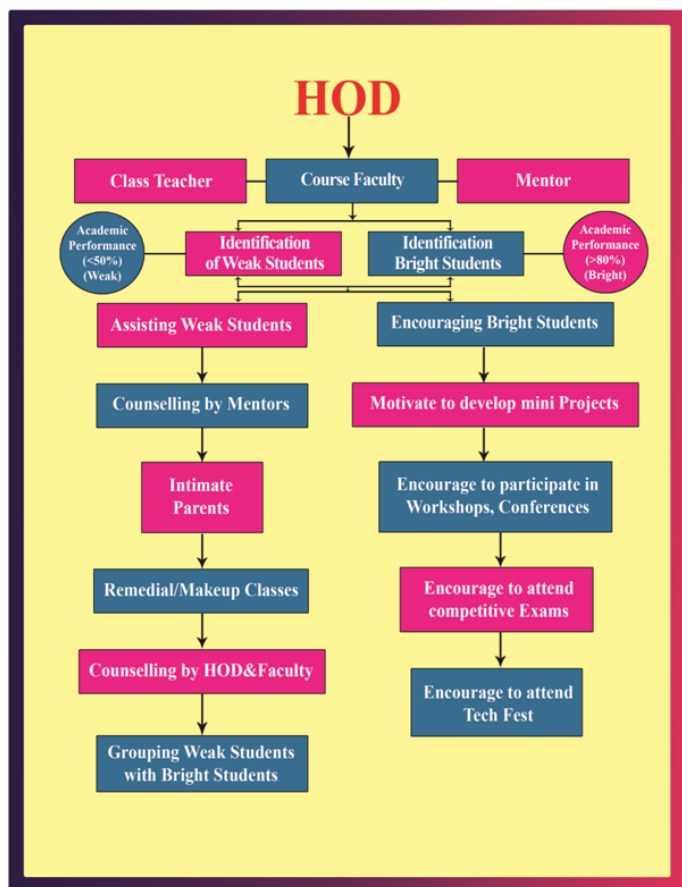 HOD
Class Teacher
Course Faculty
Mentor
Academic
Performance
(<50%)
(Weak)
Identification
of Weak Students
Identification
Bright Students
Academic
Performance
(>80%)
(Bright)
Assisting Weak Students
Encouraging Bright Students
Counselling by Mentors
Motivate to develop mini Projects
Intimate
Parents
Encourage to participate in
Workshops, Conferences
Remedial/Makeup Classes
Encourage to attend
competitive Exams
Counselling by HOD&Faculty
Encourage to attend
Tech Fest
Grouping Weak Students
with Bright Students